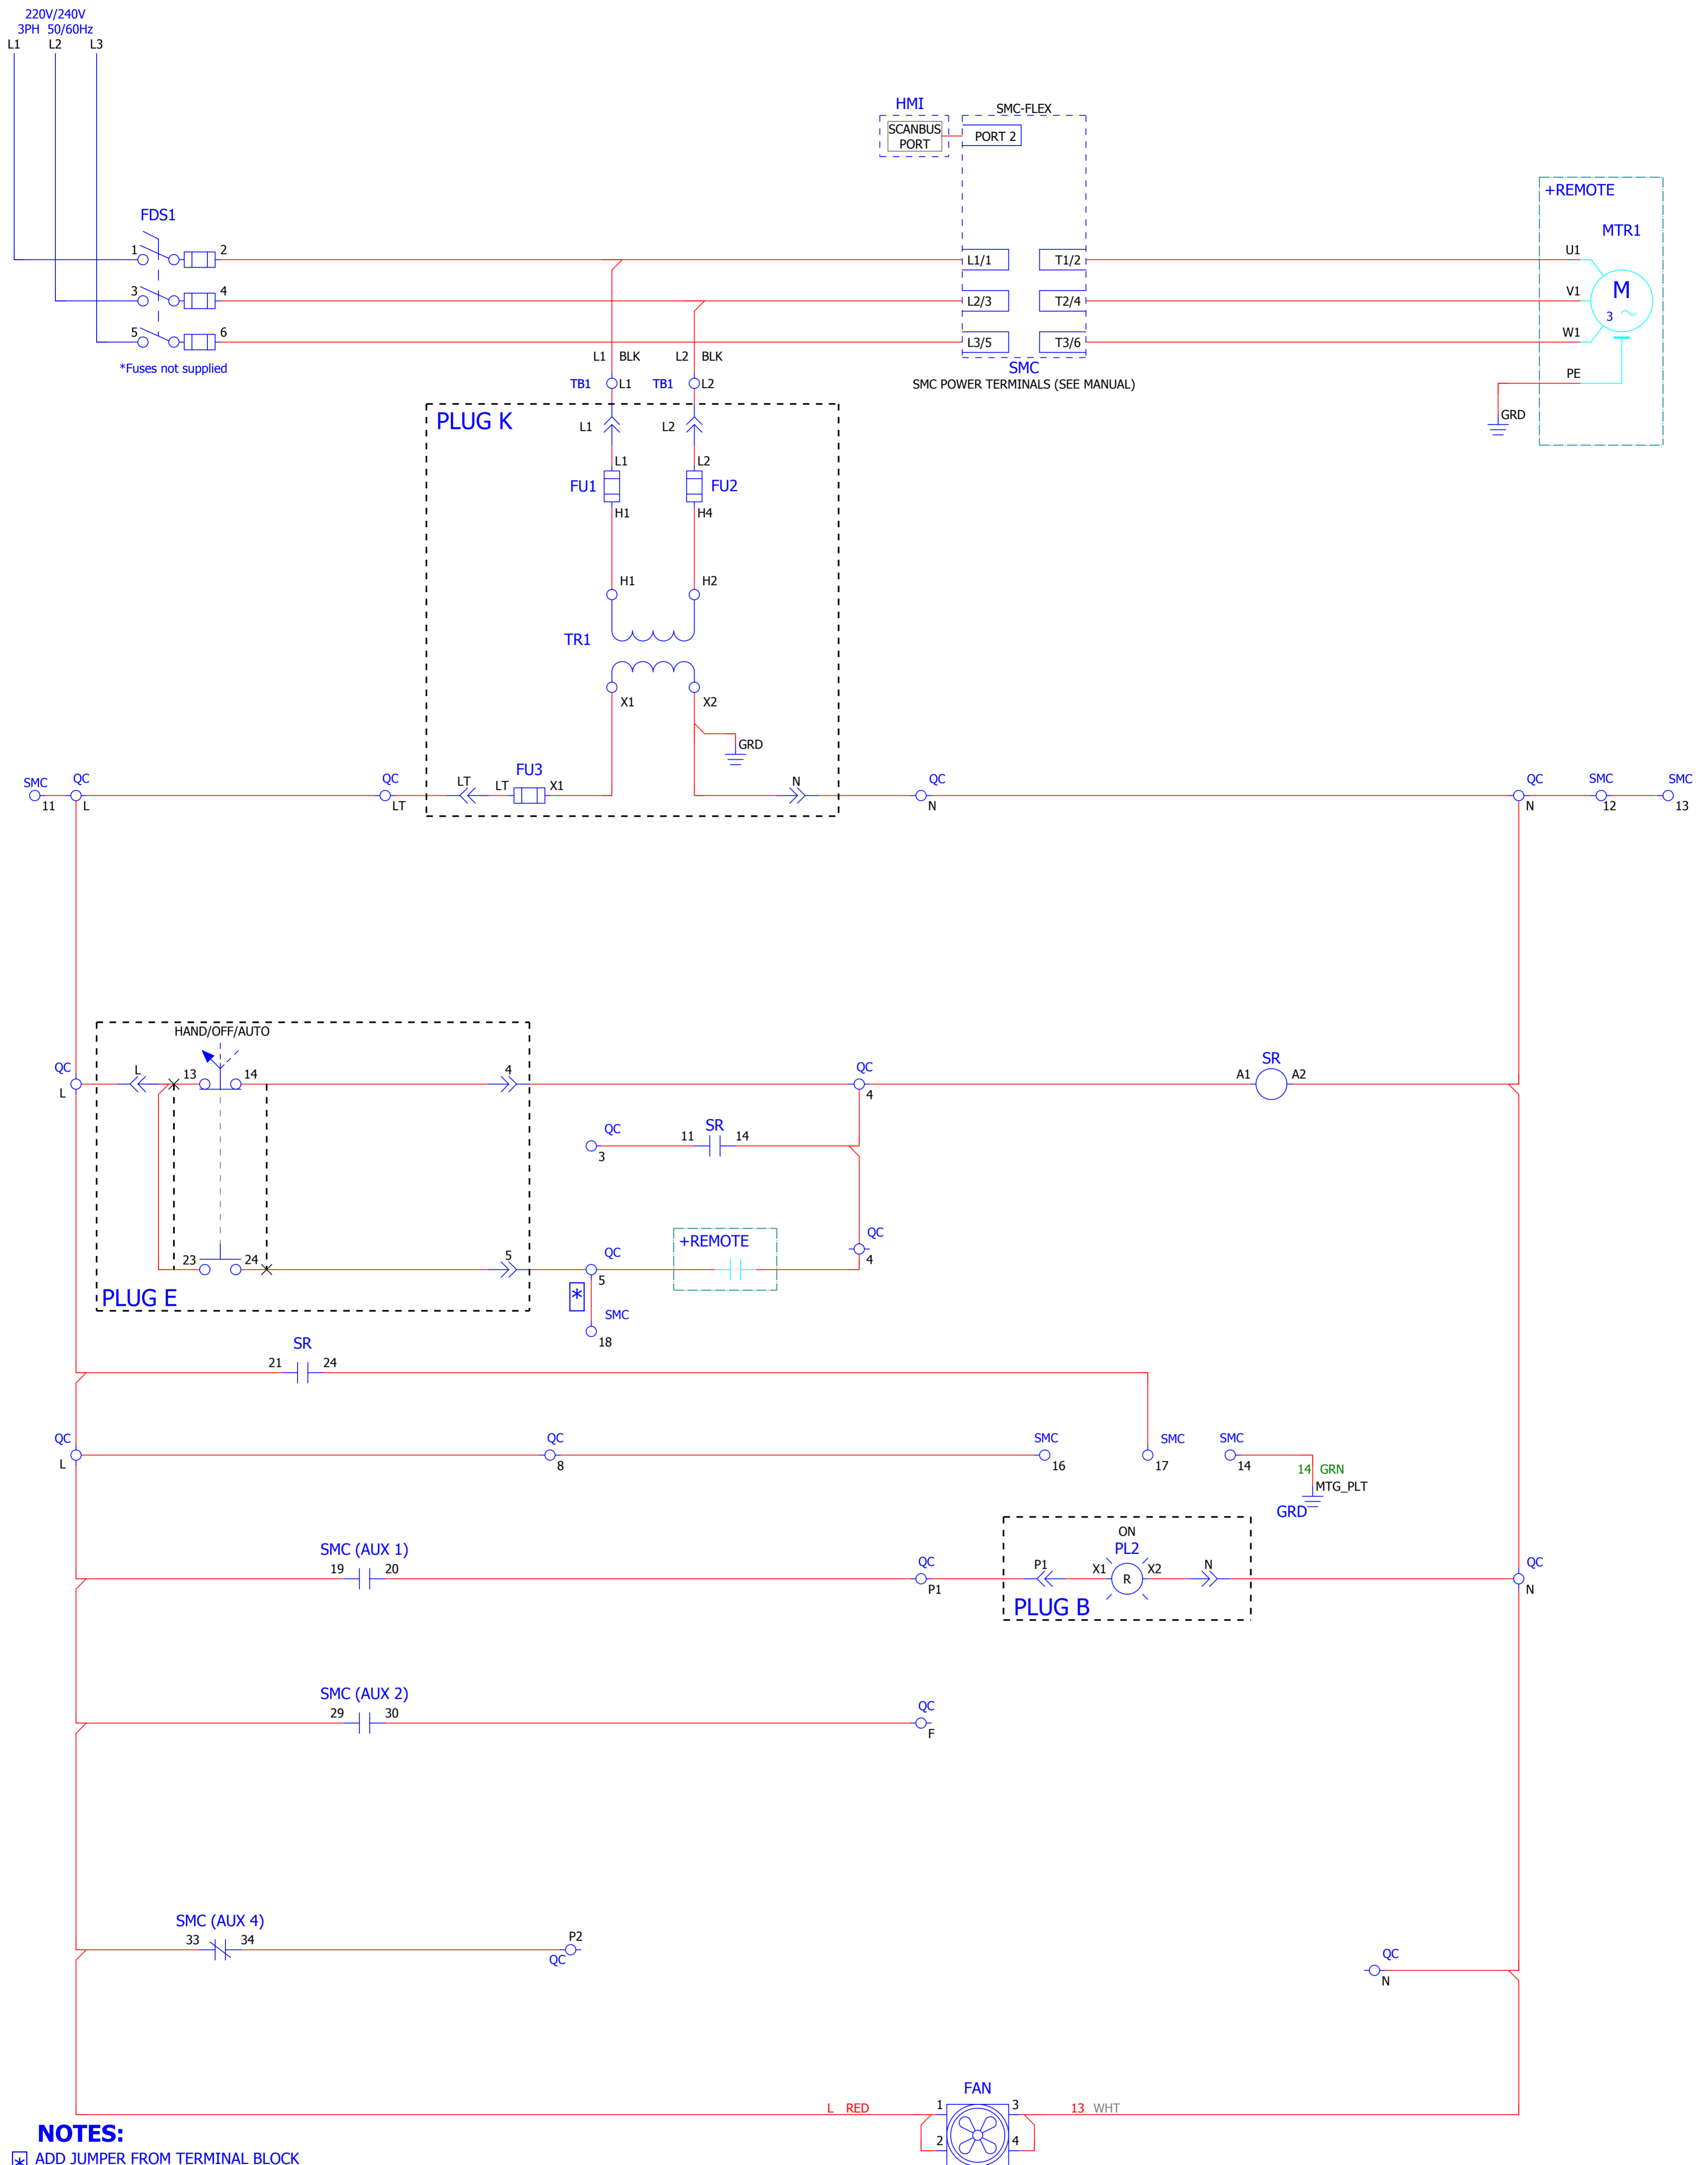 220V/240V
3PH 50/60Hz
L1 L2 L3
HMI
SMC-FLEX
SCANBUS
PORT
PORT 2
+REMOTE
FDS1
MTR1
1 2
L1/1 T1/2
U1
3 4
L2/3 T2/4
V1
M
3
5 6
L3/5 T3/6
W1
*Fuses not supplied
L1 BLK L2 BLK
SMC
PE
TB1 L1 TB1 L2
SMC POWER TERMINALS (SEE MANUAL)
GRD
PLUG K
L1 L2
L1 L2
FU1 FU2
H1 H4
H1 H2
TR1
X1 X2
GRD
SMC QC QC LT LT FU3 X1 N QC QC SMC SMC
11 L LT N N 12 13
HAND/OFF/AUTO
QC L 13 14 4 QC SR
L 4 A1 A2
QC 11 SR 14
3
QC
4
+REMOTE
23 24 5 QC
5
PLUG E
*
SMC
18
SR
21 24
QC QC SMC SMC SMC
L 8 16 17 14
14 GRN
MTG_PLT
GRD
ON
SMC (AUX 1) PL2
19 20 QC P1 X1 R X2 N QC
P1 N
PLUG B
SMC (AUX 2)
29 30 QC
F
SMC (AUX 4)
33 34 P2
QC
QC
N
FAN
L RED 1 3 13 WHT
2 4
NOTES:
* ADD JUMPER FROM TERMINAL BLOCK